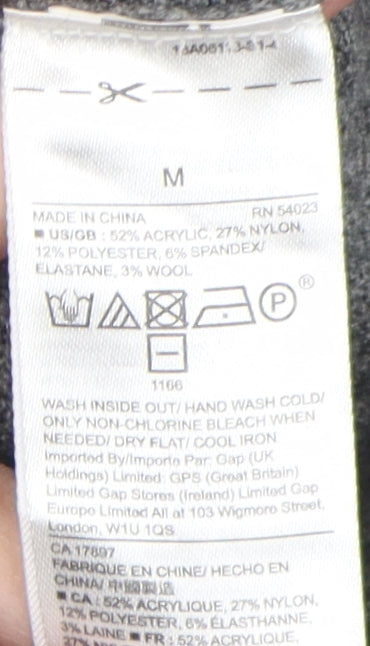 M
MADE IN CHINA RN 54023
■ US/GB : 52% ACRYLIC, 27% NYLON,
12% POLYESTER, 6% SPANDEX/
ELASTANE, 3% WOOL
P ®
1166
WASH INSIDE OUT/ HAND WASH COLD/
ONLY NON-CHLORINE BLEACH WHEN
NEEDED/ DRY FLAT/ COOL IRON
Imported By/Importe Par: Gap (UK
Holdings) Limited: GPS (Great Britain)
Limited Gap Stores (Ireland) Limited Gap
Europe Limited All at 103 Wigmore Street,
London, W1U 1QS
CA 17897
FABRIQUE EN CHINE/ HECHO EN
CHINA/ 中國製造
■ CA : 52% ACRYLIQUE, 27% NYLON,
12% POLYESTER, 6% ÉLASTHANNE,
3% LAINE ■ FR : 52% ACRYLIQUE,